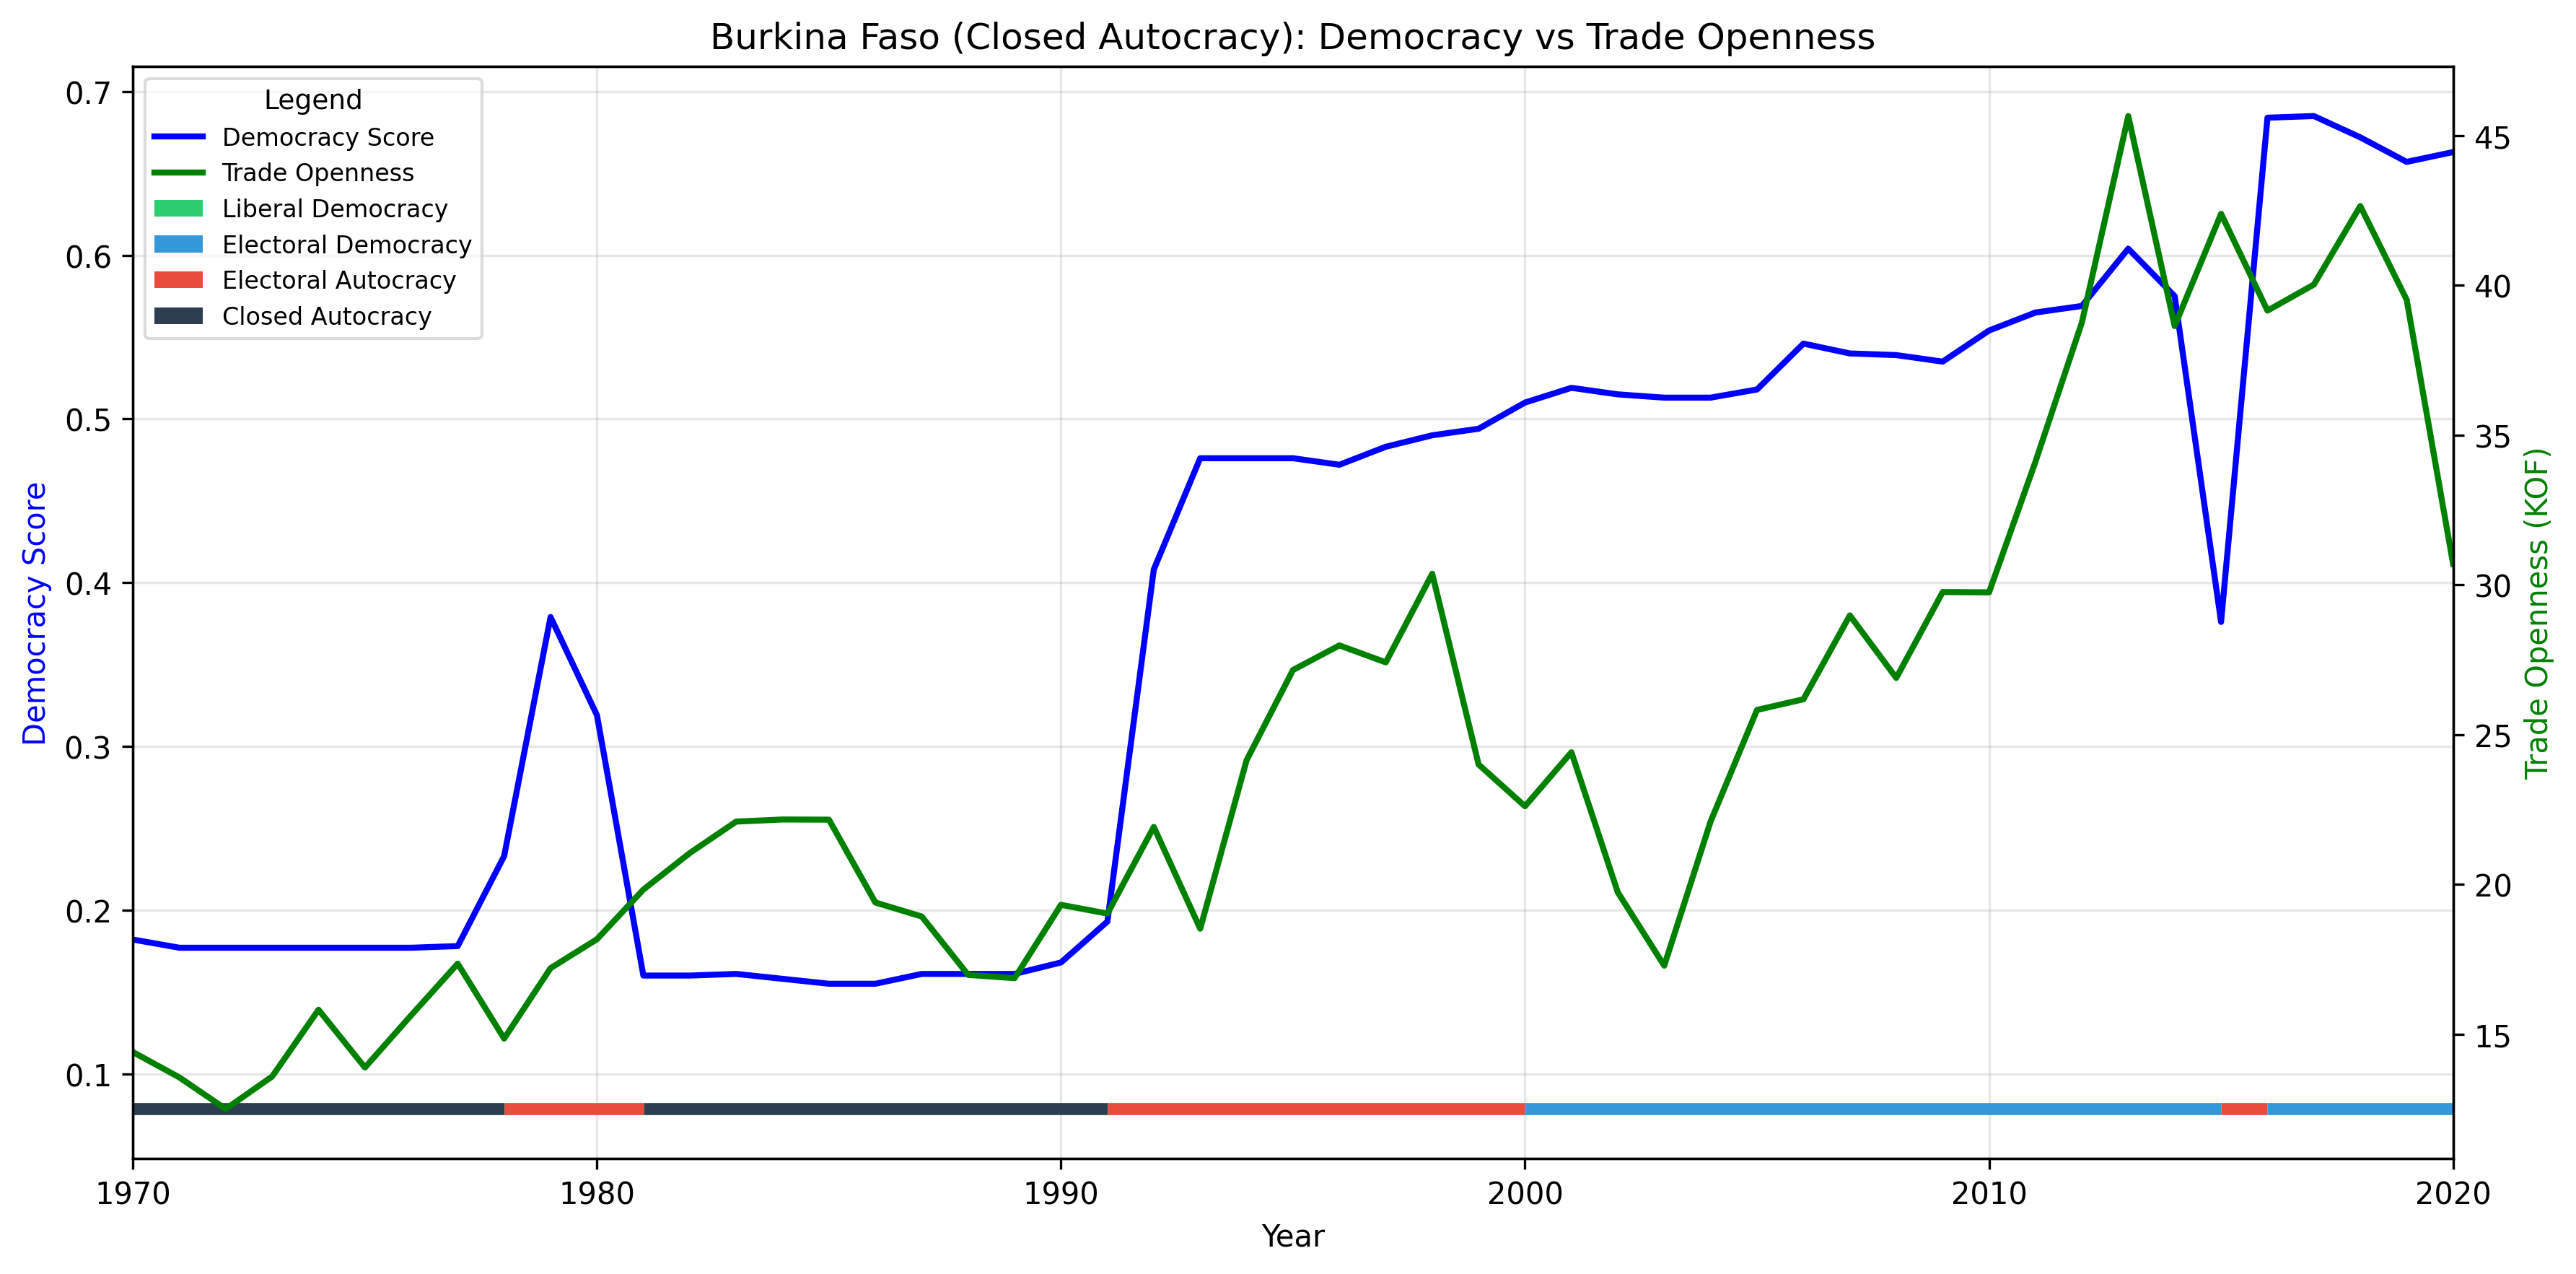 Burkina Faso (Closed Autocracy): Democracy vs Trade Openness
Legend
Democracy Score
Trade Openness
Liberal Democracy
Electoral Democracy
Electoral Autocracy
Closed Autocracy
0.7
0.6
0.5
0.4
0.3
0.2
0.1
Democracy Score
45
40
35
30
25
20
15
Trade Openness (KOF)
1970 1980 1990 2000 2010 2020
Year